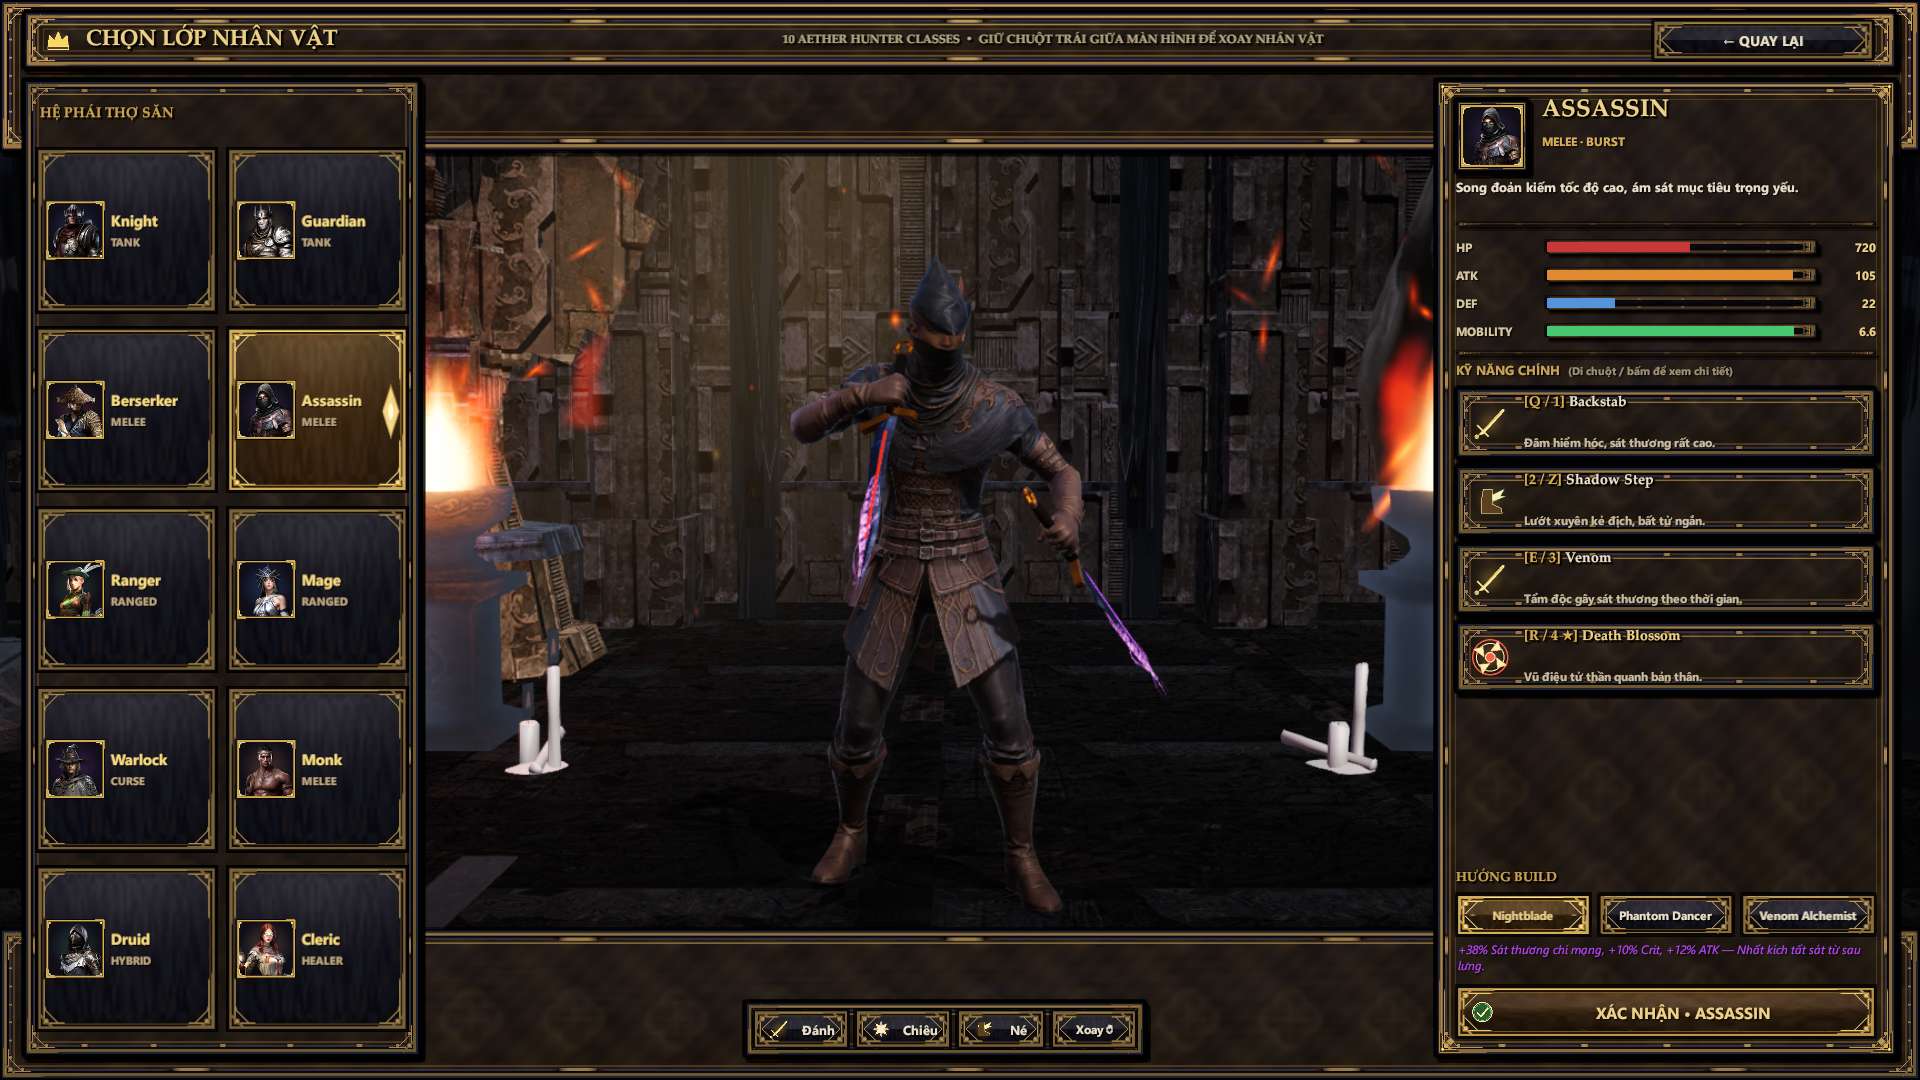 CHỌN LỚP NHÂN VẬT
10 AETHER HUNTER CLASSES • GIỮ CHUỘT TRÁI GIỮA MÀN HÌNH ĐỂ XOAY NHÂN VẬT
← QUAY LẠI
HỆ PHÁI THỢ SĂN
Knight
TANK
Guardian
TANK
Berserker
MELEE
Assassin
MELEE
Ranger
RANGED
Mage
RANGED
Warlock
CURSE
Monk
MELEE
Druid
HYBRID
Cleric
HEALER
Đánh
Chiêu
Né
Xoay
ASSASSIN
MELEE · BURST
Song đoản kiếm tốc độ cao, ám sát mục tiêu trọng yếu.
HP 720
ATK 105
DEF 22
MOBILITY 6.6
KỸ NĂNG CHÍNH (Di chuột / bấm để xem chi tiết)
[Q / 1] Backstab
Đâm hiểm hóc, sát thương rất cao.
[2 / Z] Shadow Step
Lướt xuyên kẻ địch, bất tử ngắn.
[E / 3] Venom
Tẩm độc gây sát thương theo thời gian.
[R / 4 ★] Death Blossom
Vũ điệu tử thần quanh bản thân.
HƯỚNG BUILD
Nightblade
Phantom Dancer
Venom Alchemist
+38% Sát thương chí mạng, +10% Crit, +12% ATK — Nhất kích tất sát từ sau
lưng.
XÁC NHẬN • ASSASSIN